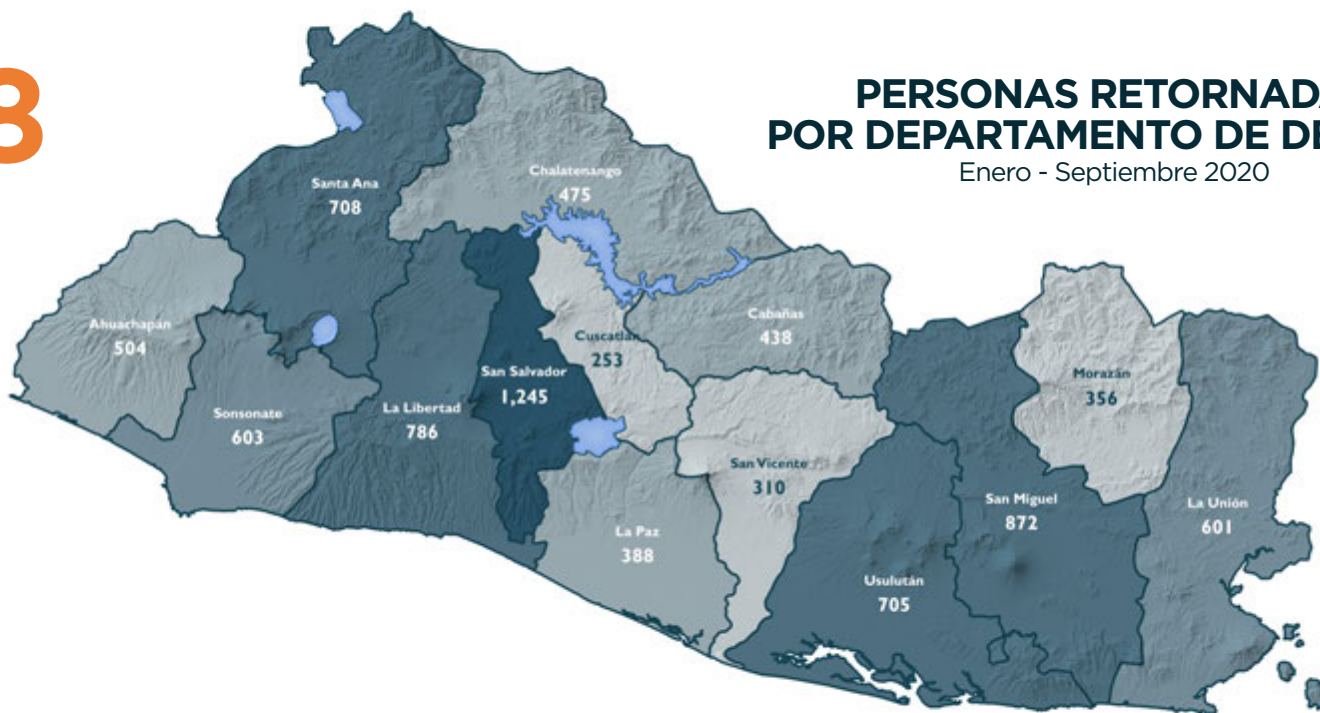 8
PERSONAS RETORNADA
POR DEPARTAMENTO DE DE
Enero - Septiembre 2020
Santa Ana
708
Chalatenango
475
Ahuachapán
504
Sonsonate
603
La Libertad
786
San Salvador
1,245
Cuscatlán
253
Cabañas
438
La Paz
388
San Vicente
310
Usulután
705
San Miguel
872
Morazán
356
La Unión
601